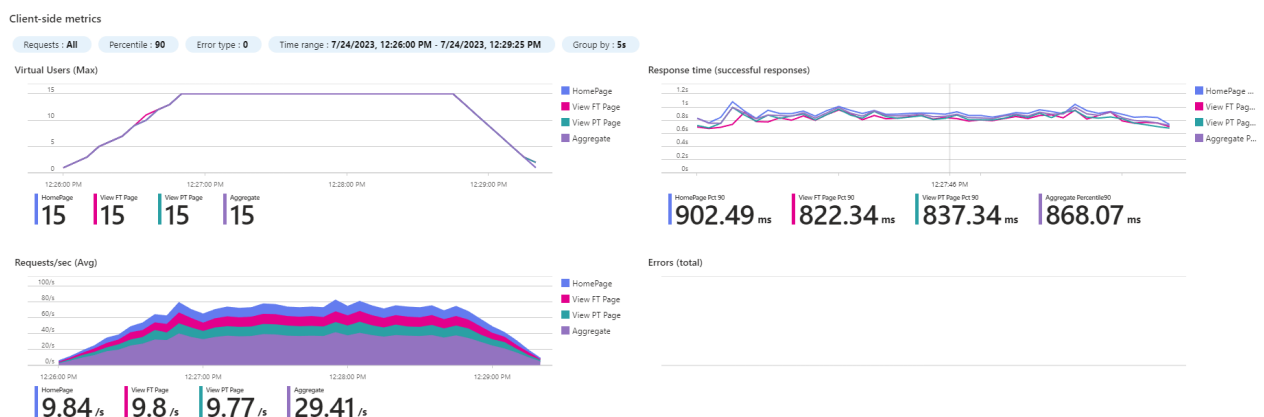 Client-side metrics
Requests : All Percentile : 90 Error type : 0 Time range : 7/24/2023, 12:26:00 PM - 7/24/2023, 12:29:25 PM Group by : 5s
Virtual Users (Max)
15
10
5
0
12:26:00 PM 12:27:00 PM 12:28:00 PM 12:29:00 PM
HomePage
View FT Page
View PT Page
Aggregate
HomePage View FT Page View PT Page Aggregate
15 15 15 15
Response time (successful responses)
1.2s
1s
0.8s
0.6s
0.4s
0.2s
0s
12:27:46 PM
HomePage ...
View FT Pag...
View PT Pag...
Aggregate P...
HomePage Pct 90 View FT Page Pct 90 View PT Page Pct 90 Aggregate Percentile90
902.49 ms 822.34 ms 837.34 ms 868.07 ms
Requests/sec (Avg)
100/s
80/s
60/s
40/s
20/s
0/s
12:26:00 PM 12:27:00 PM 12:28:00 PM 12:29:00 PM
HomePage
View FT Page
View PT Page
Aggregate
HomePage View FT Page View PT Page Aggregate
9.84 /s 9.8 /s 9.77 /s 29.41 /s
Errors (total)